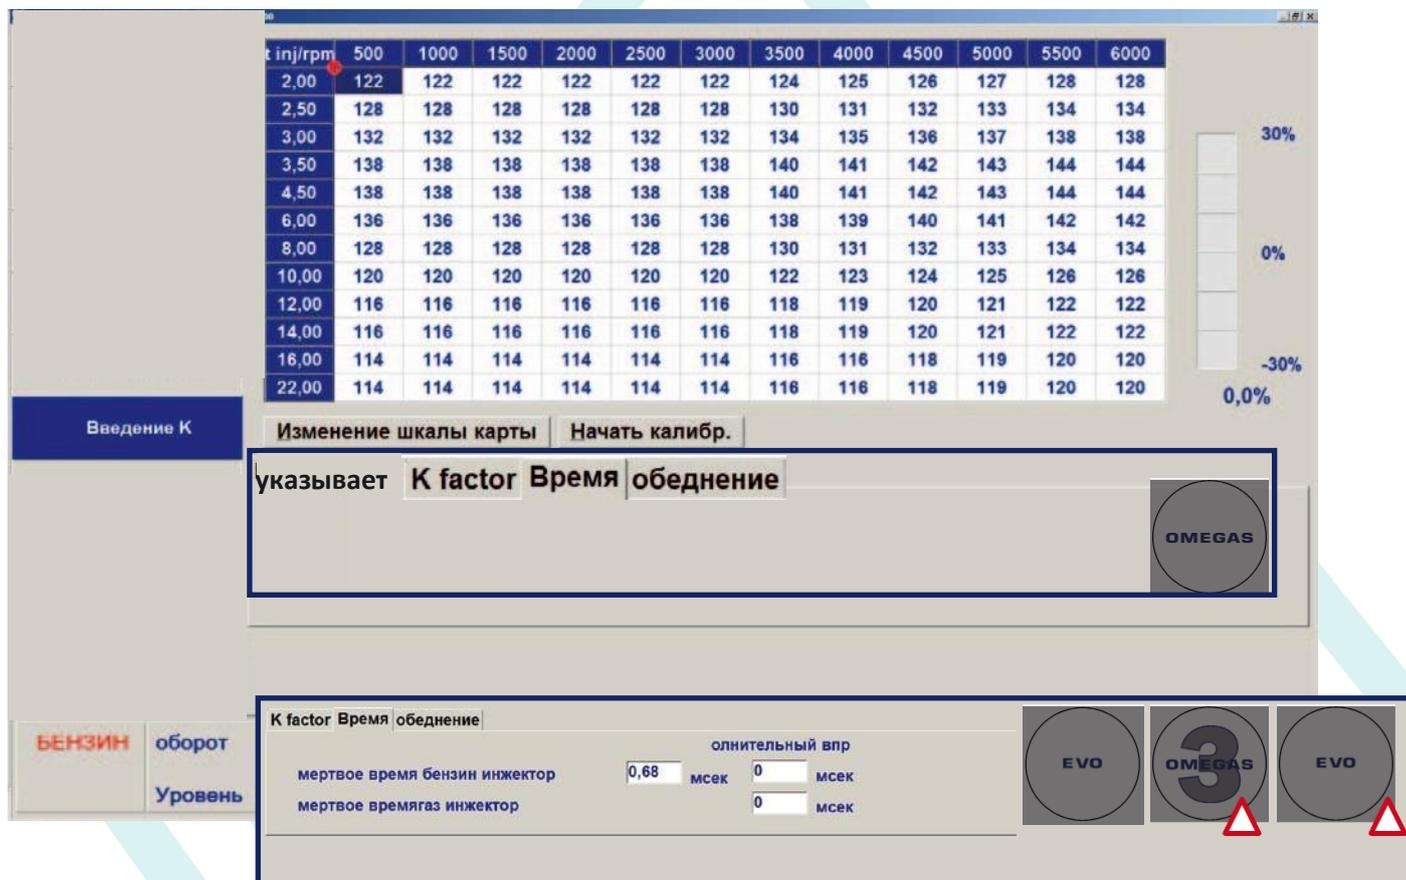 t inj/rpm 500 1000 1500 2000 2500 3000 3500 4000 4500 5000 5500 6000
2,00 122 122 122 122 122 122 124 125 126 127 128 128
2,50 128 128 128 128 128 128 130 131 132 133 134 134
3,00 132 132 132 132 132 132 134 135 136 137 138 138
30%
3,50 138 138 138 138 138 138 140 141 142 143 144 144
4,50 138 138 138 138 138 138 140 141 142 143 144 144
6,00 136 136 136 136 136 136 138 139 140 141 142 142
8,00 128 128 128 128 128 128 130 131 132 133 134 134
0%
10,00 120 120 120 120 120 120 122 123 124 125 126 126
12,00 116 116 116 116 116 116 118 119 120 121 122 122
14,00 116 116 116 116 116 116 118 119 120 121 122 122
16,00 114 114 114 114 114 114 116 116 118 119 120 120
-30%
22,00 114 114 114 114 114 114 116 116 118 119 120 120
0,0%
Введение К
Изменение шкалы карты Начать калибр.
указывает K factor Время обеднение
OMEGAS
БЕНЗИН оборот
Уровень
K factor Время обеднение
олнительный впр
мертвое время бензин инжектор 0,68 мсек 0 мсек
мертвое времягаз инжектор 0 мсек
EVO
3 OMEGAS
EVO